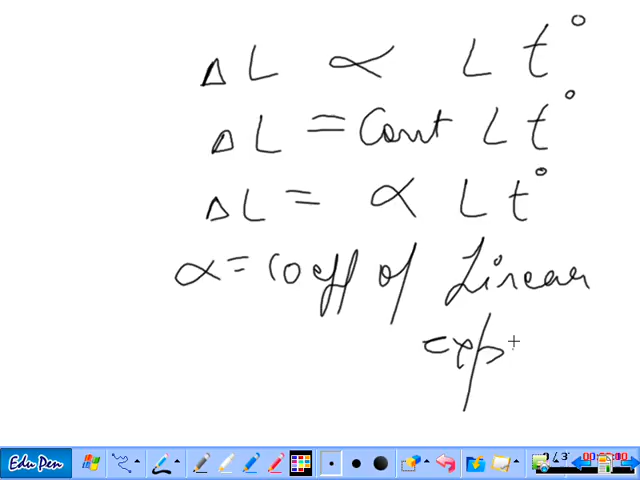 ΔL ∝ L t°
ΔL = Const L t°
ΔL = α L t°
α = Coeff of Linear
exp
Edu Pen